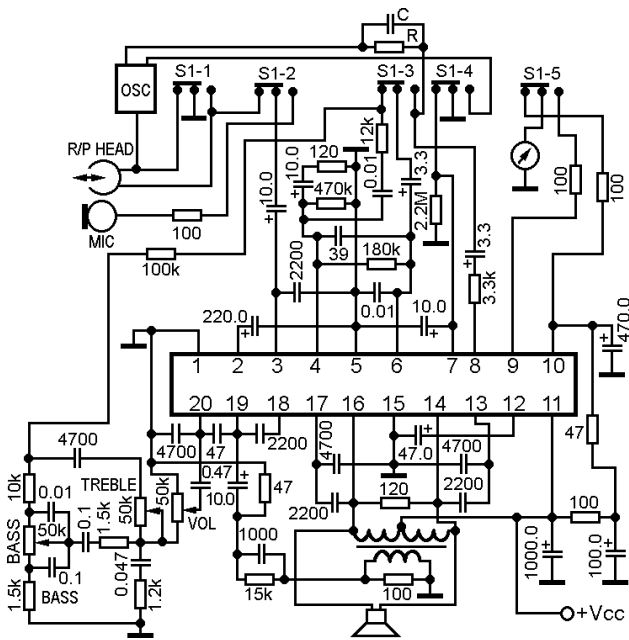 C
R
OSC
S1-1
S1-2
S1-3
S1-4
S1-5
R/P HEAD
MIC
100
100k
10.0
+
10.0
+
120
470k
12k
0.01
3.3
+
2.2M
3.3
+
3.3k
100
100
2200
39
180k
0.01
220.0
+
10.0
+
470.0
+
1 2 3 4 5 6 7 8 9 10
20 19 18 17 16 15 14 13 12 11
4700
47
2200
0.47
10.0
+
47
4700
+
47.0
4700
2200
120
2200
47
100
1000.0
+
100.0
+
4700
10k
0.01
TREBLE
50k
50k
VOL
BASS
50k
0.1
1.5k
0.1
BASS
1.5k
0.047
1.2k
1000
15k
100
+Vcc